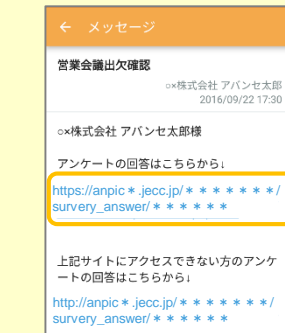 ← メッセージ
営業会議出欠確認
○×株式会社 アバンセ太郎
2016/09/22 17:30
○×株式会社 アバンセ太郎様
アンケートの回答はこちらから↓
https://anpic＊.jecc.jp/＊＊＊＊＊＊＊/
survery_answer/＊＊＊＊＊＊
上記サイトにアクセスできない方のアンケ
ートの回答はこちらから↓
http://anpic＊.jecc.jp/＊＊＊＊＊＊＊/
survery_answer/＊＊＊＊＊＊